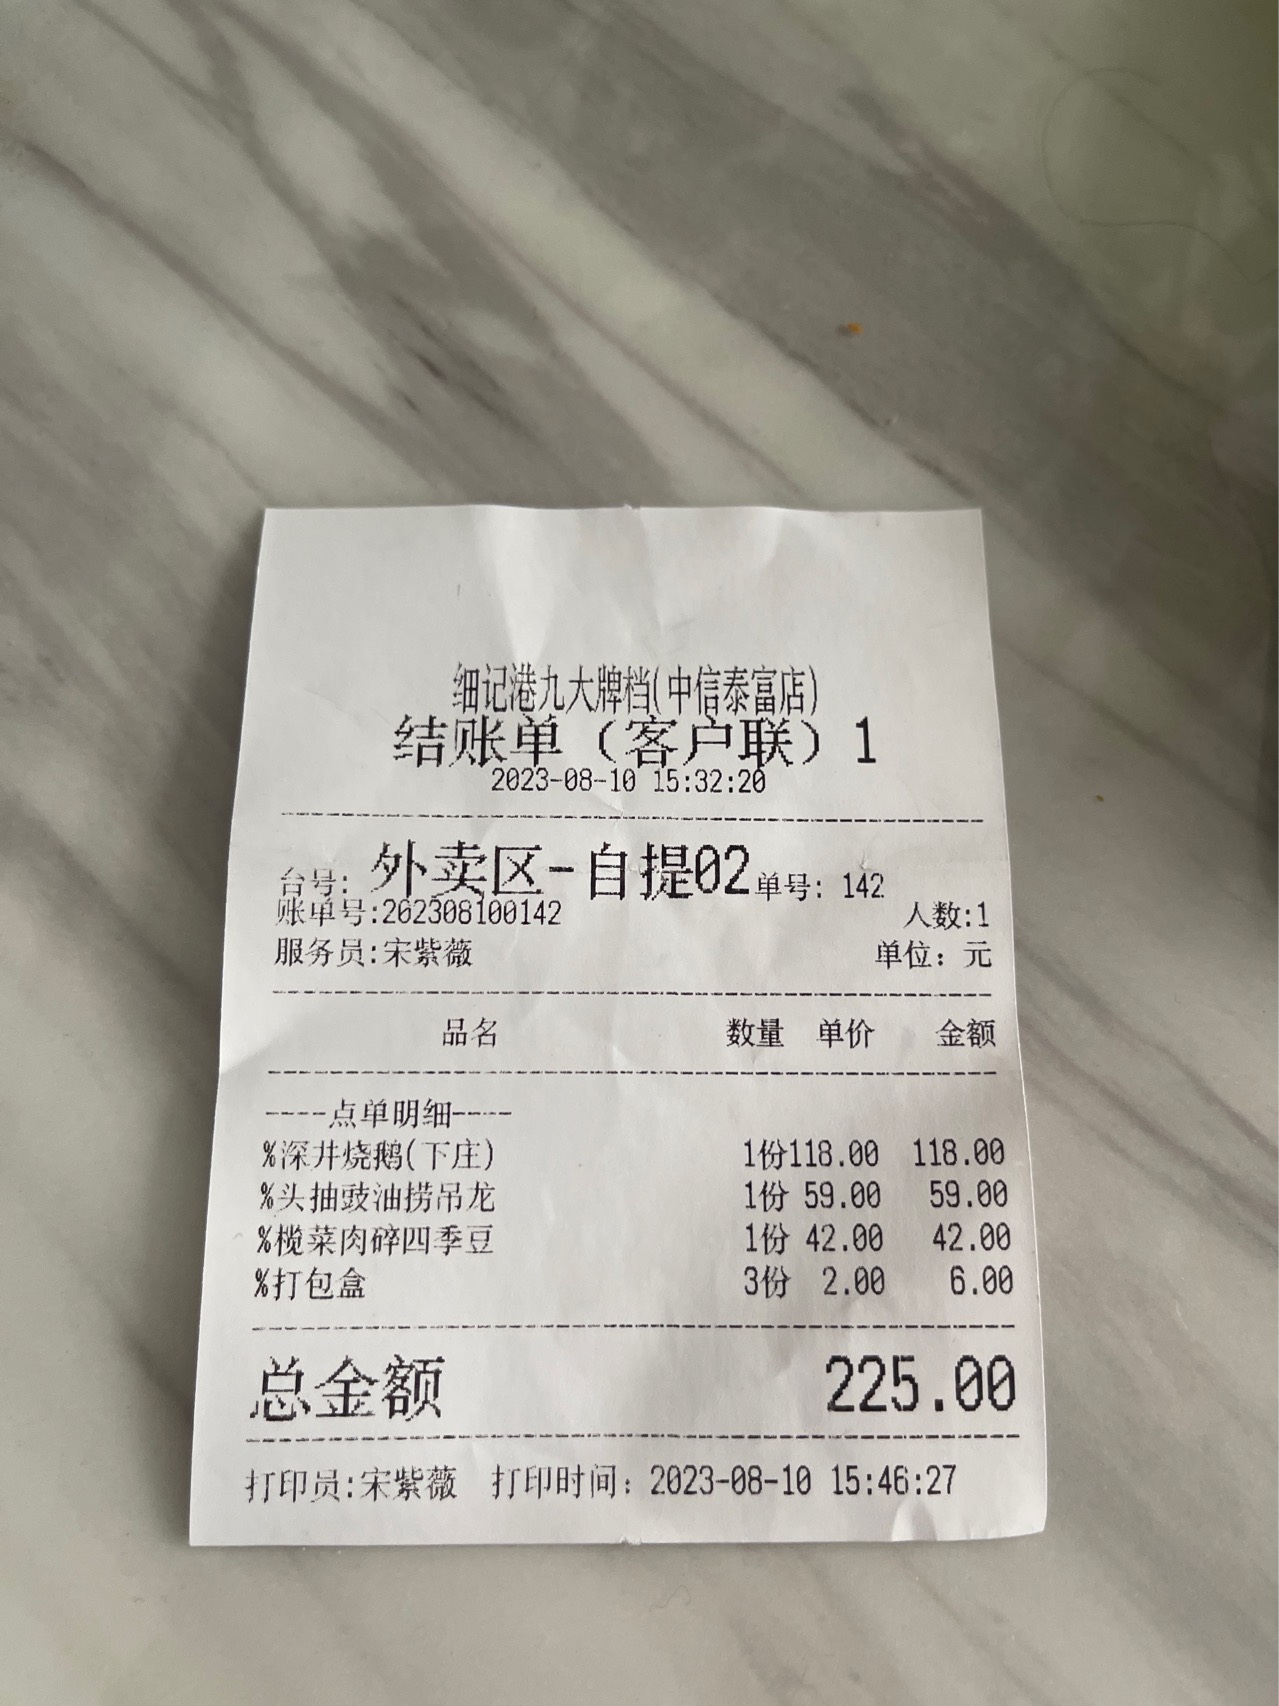 细记港九大牌档(中信泰富店)
结账单（客户联）1
2023-08-10 15:32:20
台号: 外卖区-自提02 单号: 142
账单号:262308100142 人数:1
服务员:宋紫薇 单位: 元
品名 数量 单价 金额
----点单明细----
%深井烧鹅(下庄) 1份118.00 118.00
%头抽豉油捞吊龙 1份 59.00 59.00
%榄菜肉碎四季豆 1份 42.00 42.00
%打包盒 3份 2.00 6.00
总金额 225.00
打印员:宋紫薇 打印时间: 2023-08-10 15:46:27